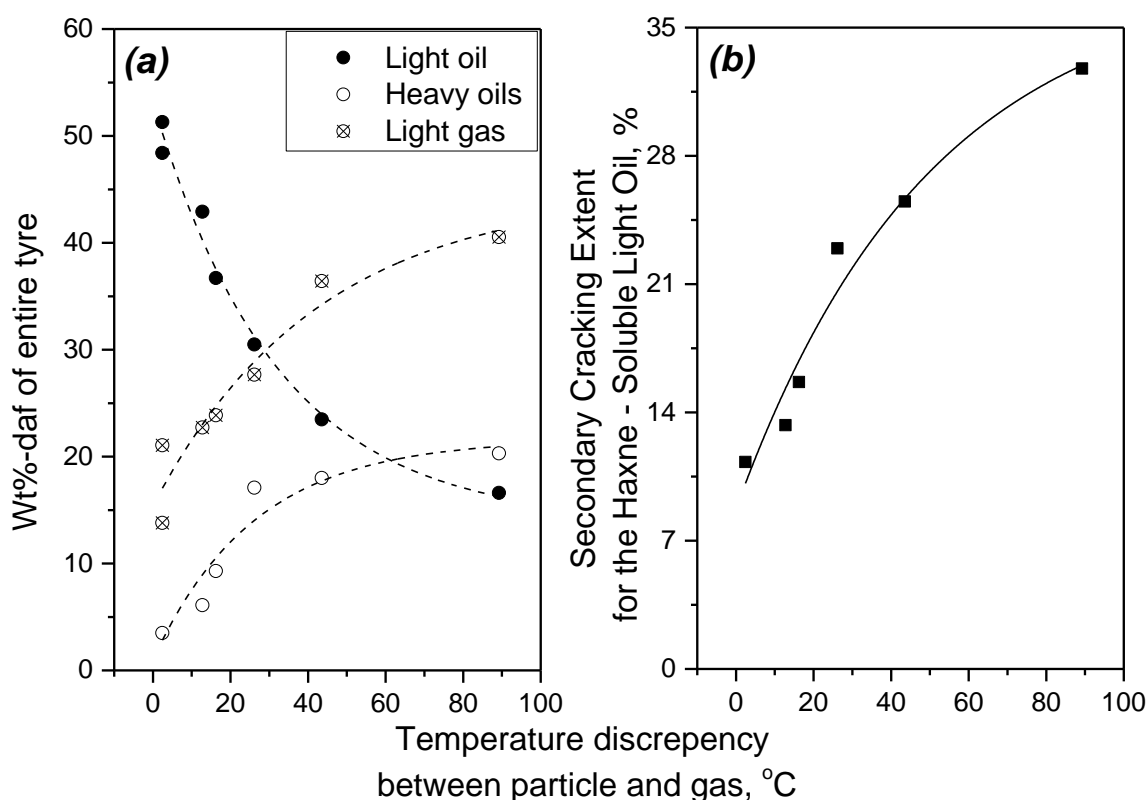 (a)
Light oil
Heavy oils
Light gas
60
50
40
30
20
10
0
Wt%-daf of entire tyre
0 20 40 60 80 100
(b)
35
28
21
14
7
0
Secondary Cracking Extent
for the Haxne - Soluble Light Oil, %
0 20 40 60 80 100
Temperature discrepency
between particle and gas, °C